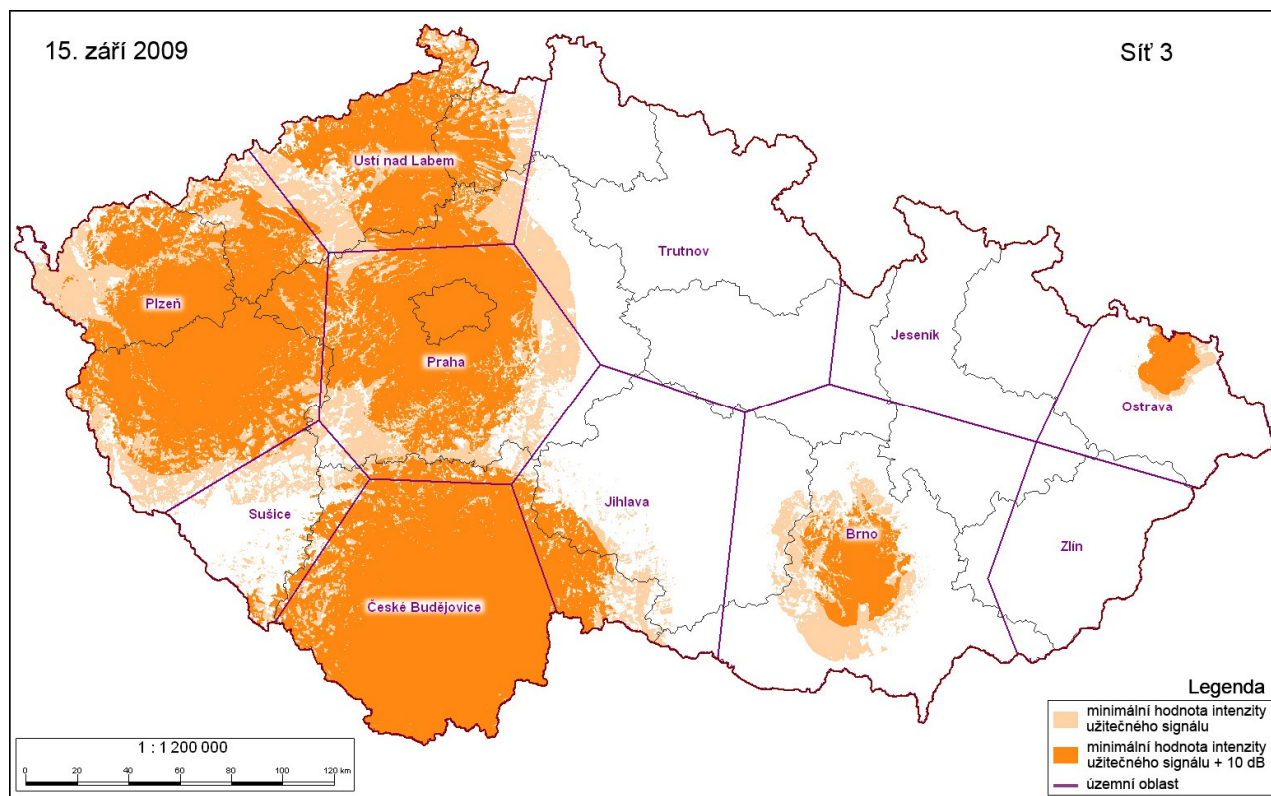 15. září 2009
Síť 3
Ústí nad Labem
Trutnov
Plzeň
Jeseník
Praha
Ostrava
Sušice
Jihlava
Brno
Zlín
České Budějovice
Legenda
minimální hodnota intenzity
užitečného signálu
minimální hodnota intenzity
užitečného signálu + 10 dB
územní oblast
1 : 1 200 000
0 20 40 60 80 100 120 km